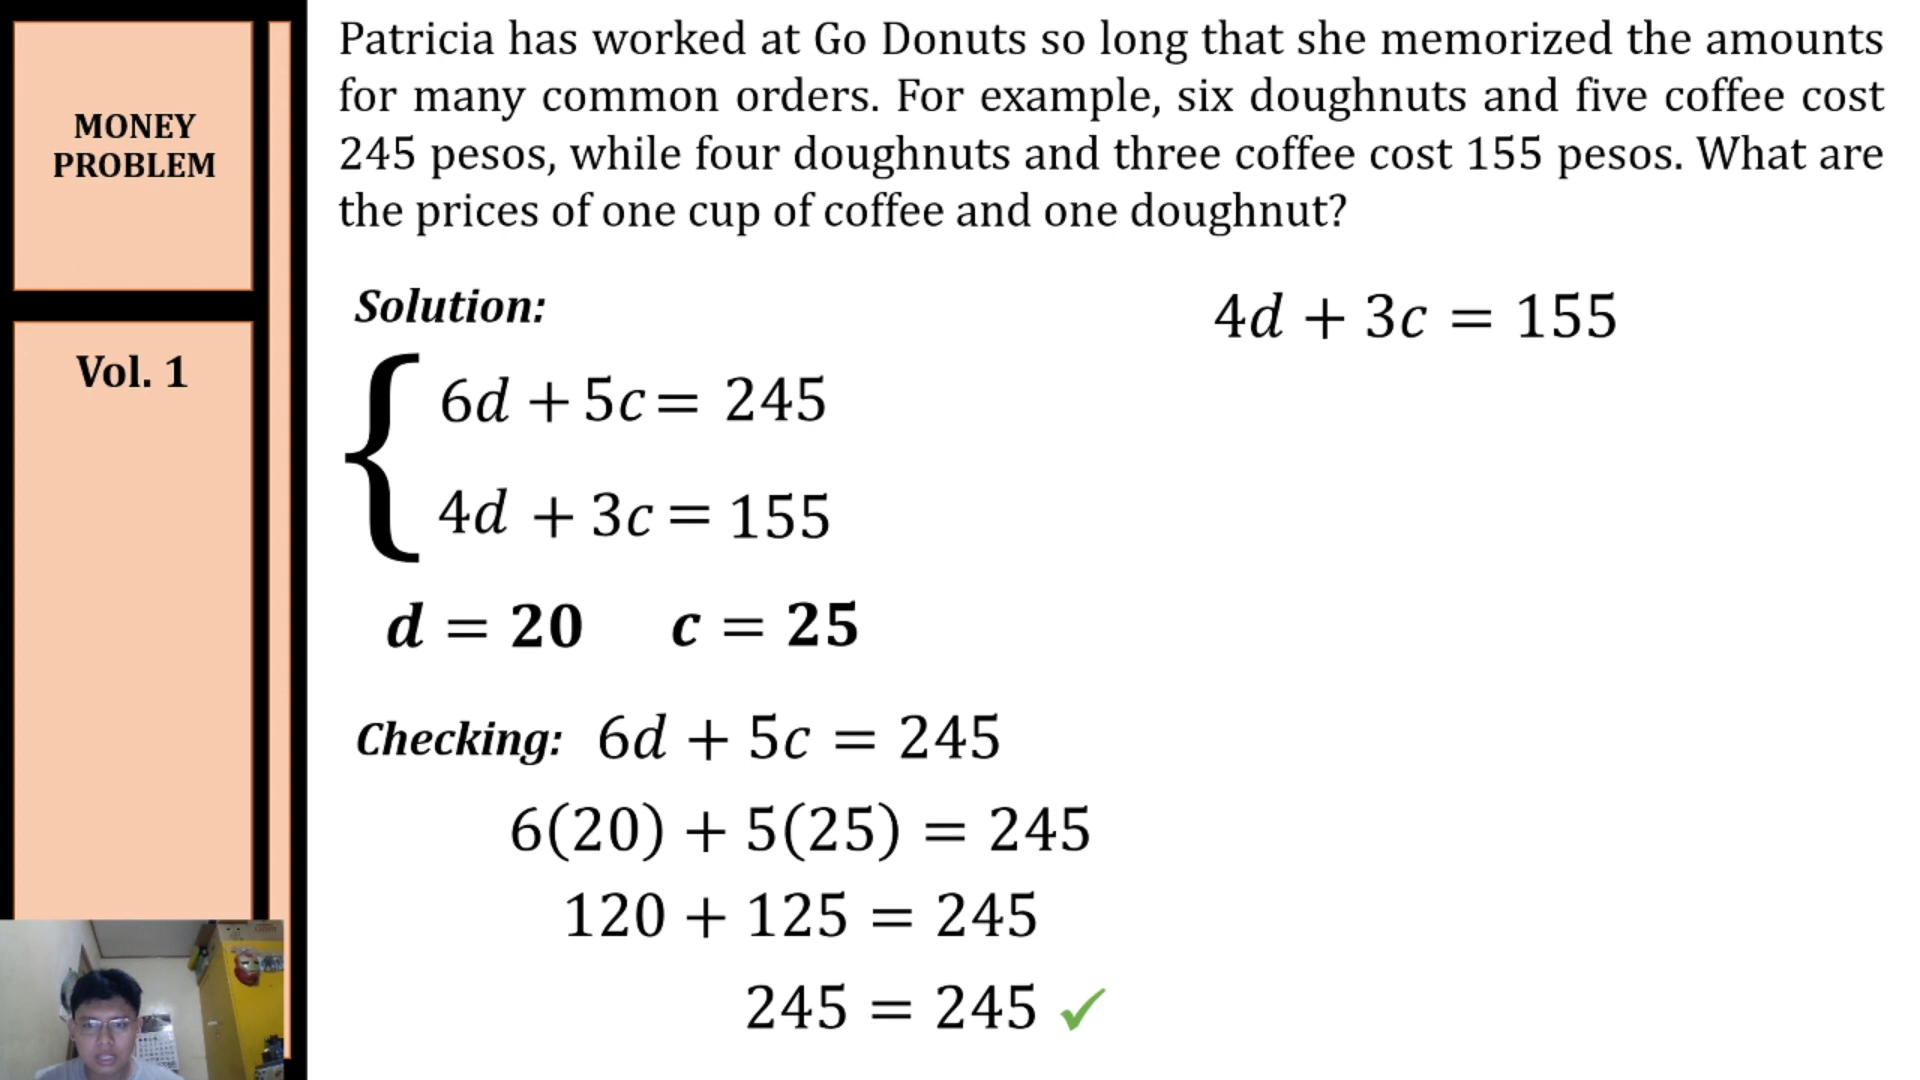 MONEY
PROBLEM
Vol. 1
Patricia has worked at Go Donuts so long that she memorized the amounts
for many common orders. For example, six doughnuts and five coffee cost
245 pesos, while four doughnuts and three coffee cost 155 pesos. What are
the prices of one cup of coffee and one doughnut?
Solution:
6d + 5c = 245
4d + 3c = 155
d = 20 c = 25
Checking: 6d + 5c = 245
6(20) + 5(25) = 245
120 + 125 = 245
245 = 245 ✓
4d + 3c = 155